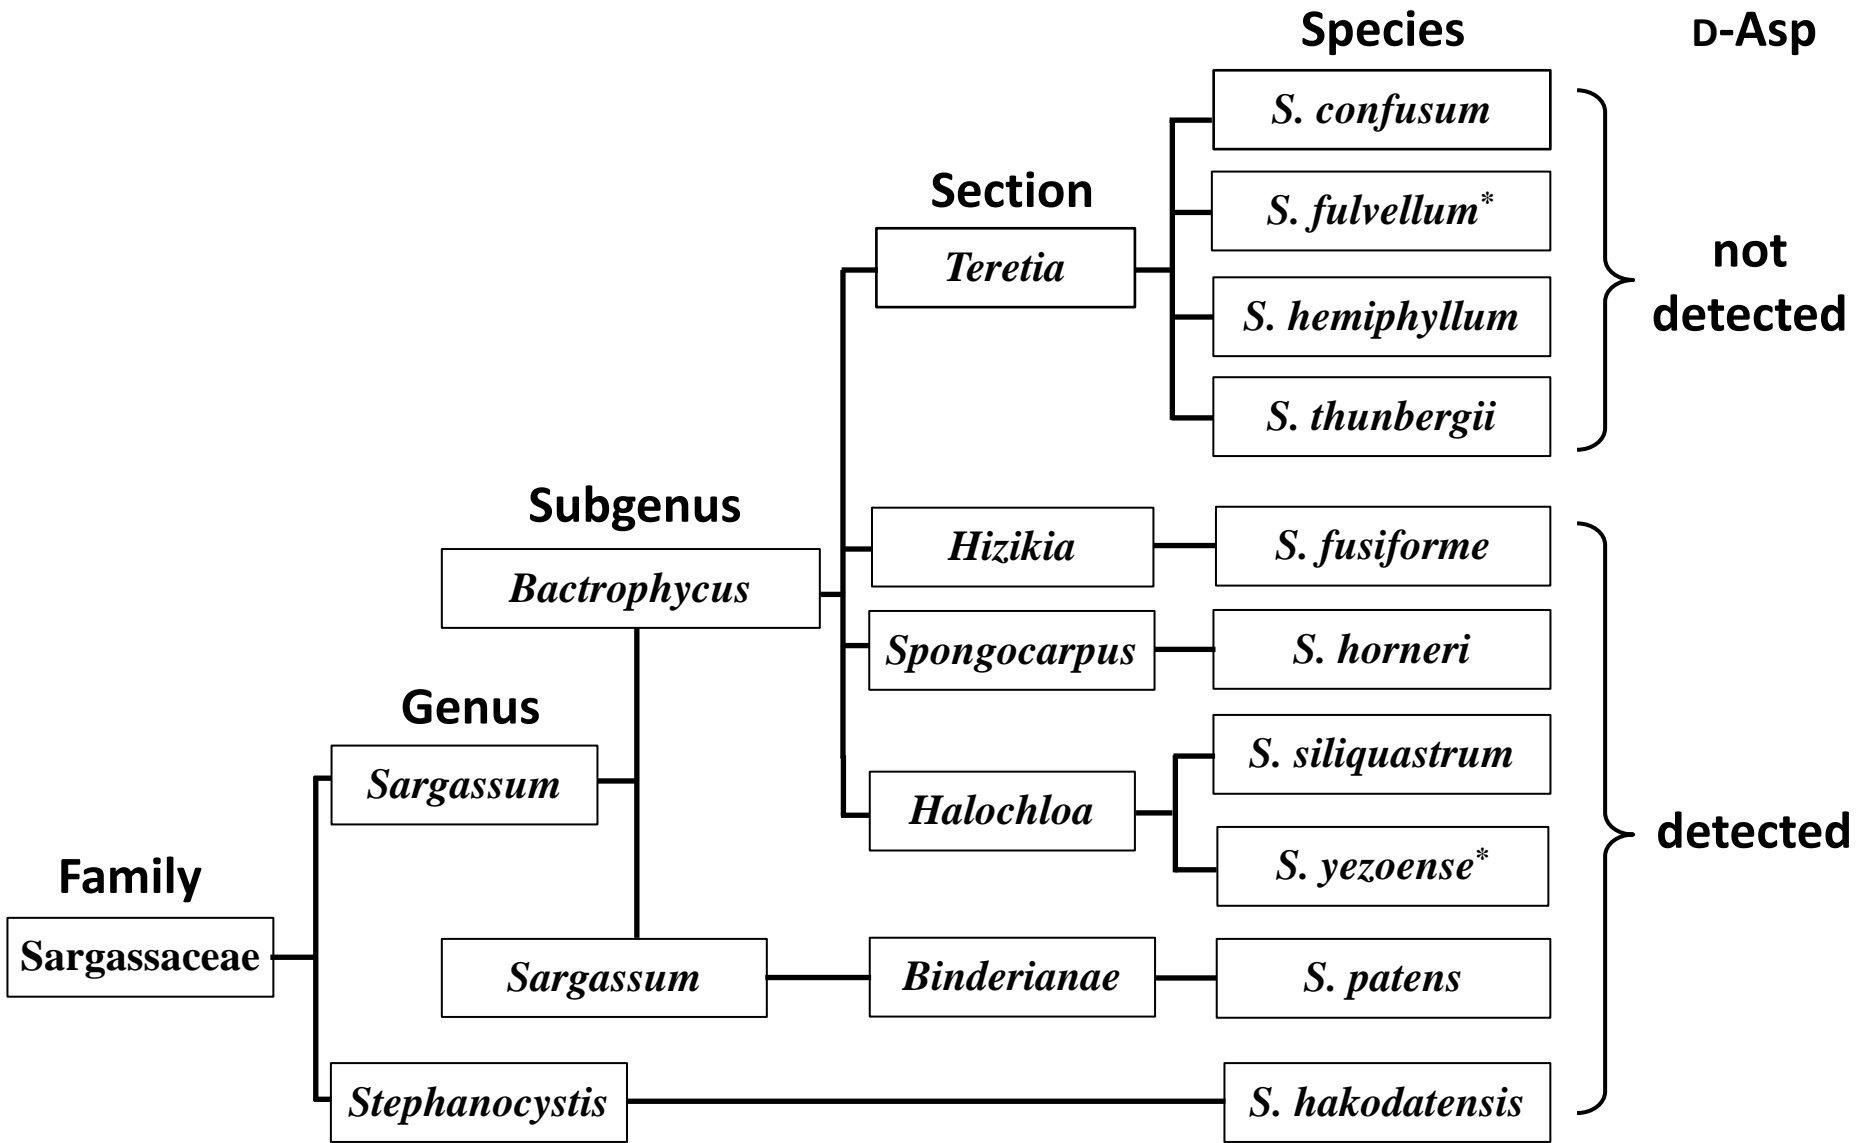 Species
D-Asp
S. confusum
Section
S. fulvellum*
Teretia
not
detected
S. hemiphyllum
S. thunbergii
Subgenus
Hizikia
S. fusiforme
Bactrophycus
Spongocarpus
S. horneri
Genus
S. siliquastrum
Sargassum
Halochloa
detected
Family
S. yezoense*
Sargassaceae
Sargassum
Binderianae
S. patens
Stephanocystis
S. hakodatensis